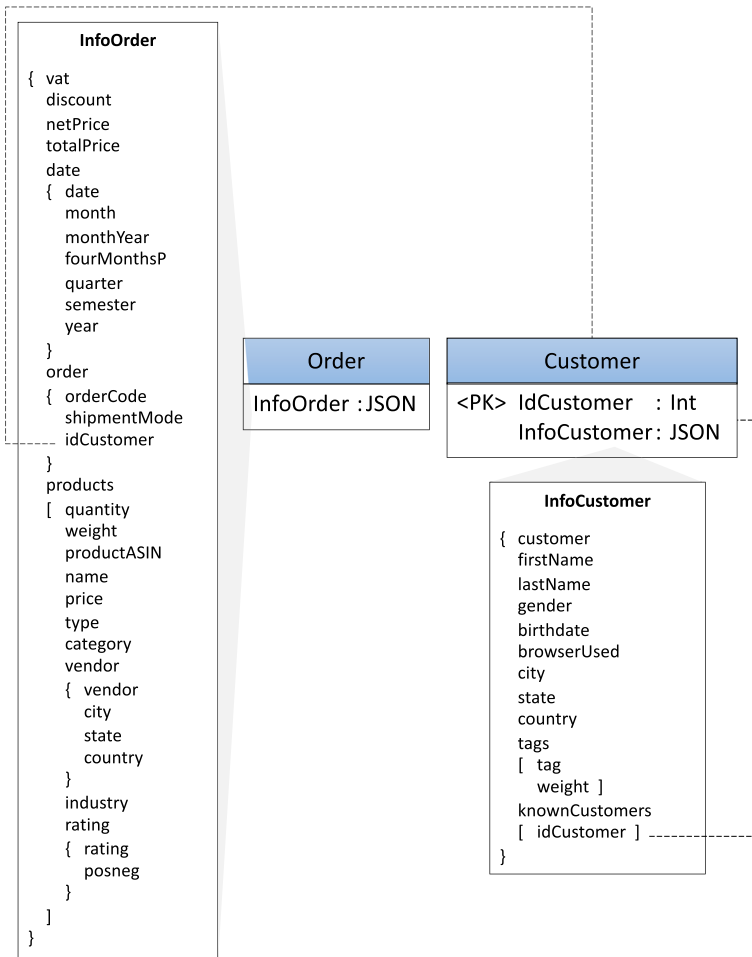 InfoOrder
{ vat
discount
netPrice
totalPrice
date
{ date
month
monthYear
fourMonthsP
quarter
semester
year
}
order
{ orderCode
shipmentMode
idCustomer
}
products
[ quantity
weight
productASIN
name
price
type
category
vendor
{ vendor
city
state
country
}
industry
rating
{ rating
posneg
}
]
}
Order
InfoOrder : JSON
Customer
<PK> IdCustomer : Int
InfoCustomer : JSON
InfoCustomer
{ customer
firstName
lastName
gender
birthdate
browserUsed
city
state
country
tags
[ tag
weight ]
knownCustomers
[ idCustomer ]
}